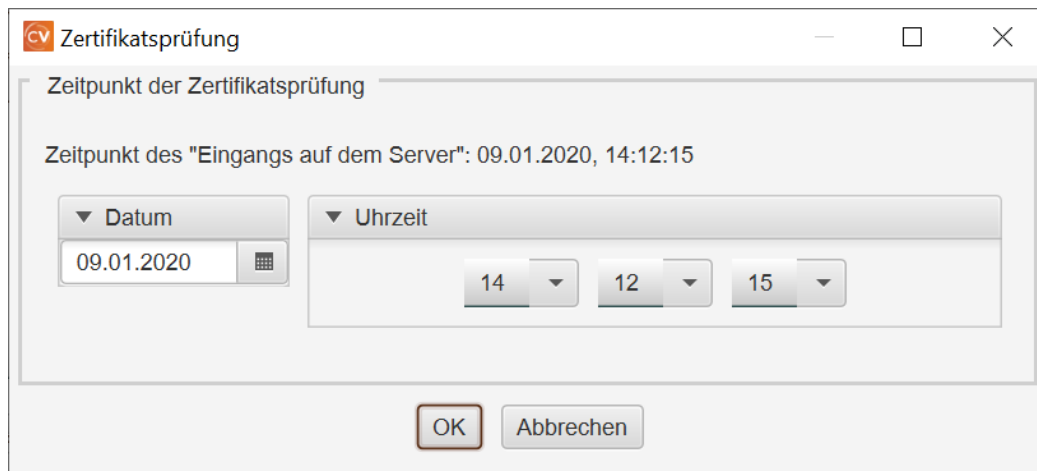 CV Zertifikatsprüfung
Zeitpunkt der Zertifikatsprüfung
Zeitpunkt des "Eingangs auf dem Server": 09.01.2020, 14:12:15
Datum
Uhrzeit
09.01.2020
14 12 15
OK Abbrechen